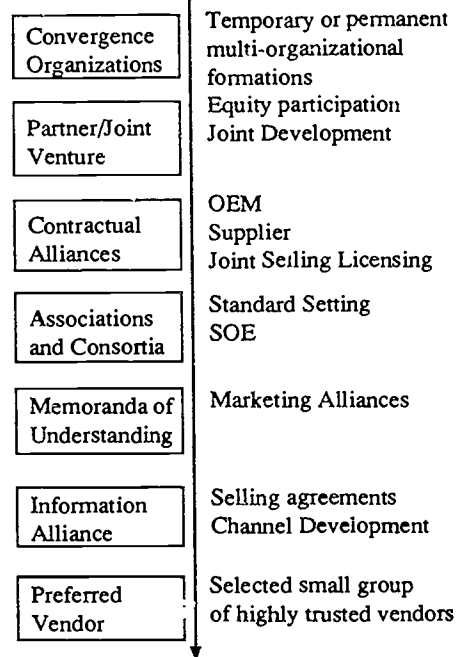 Convergence
Organizations
Temporary or permanent
multi-organizational
formations
Partner/Joint
Venture
Equity participation
Joint Development
Contractual
Alliances
OEM
Supplier
Joint Selling Licensing
Associations
and Consortia
Standard Setting
SOE
Memoranda of
Understanding
Marketing Alliances
Information
Alliance
Selling agreements
Channel Development
Preferred
Vendor
Selected small group
of highly trusted vendors